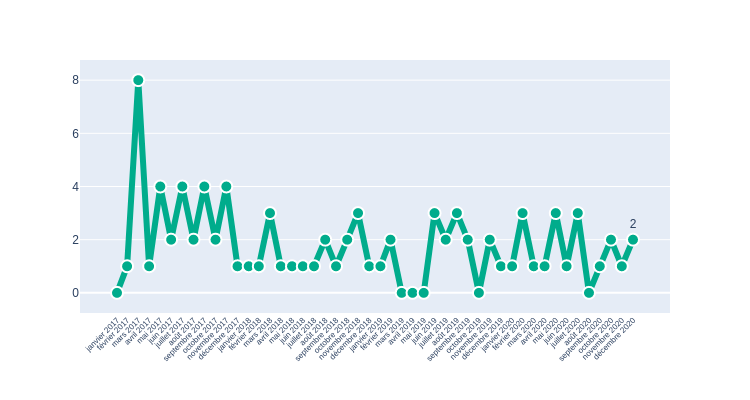 8
6
4
2
2
0
janvier 2017
février 2017
mars 2017
avril 2017
mai 2017
juin 2017
juillet 2017
août 2017
septembre 2017
octobre 2017
novembre 2017
décembre 2017
janvier 2018
février 2018
mars 2018
avril 2018
mai 2018
juin 2018
juillet 2018
août 2018
septembre 2018
octobre 2018
novembre 2018
décembre 2018
janvier 2019
février 2019
mars 2019
avril 2019
mai 2019
juin 2019
juillet 2019
août 2019
septembre 2019
octobre 2019
novembre 2019
décembre 2019
janvier 2020
février 2020
mars 2020
avril 2020
mai 2020
juin 2020
juillet 2020
août 2020
septembre 2020
octobre 2020
novembre 2020
décembre 2020